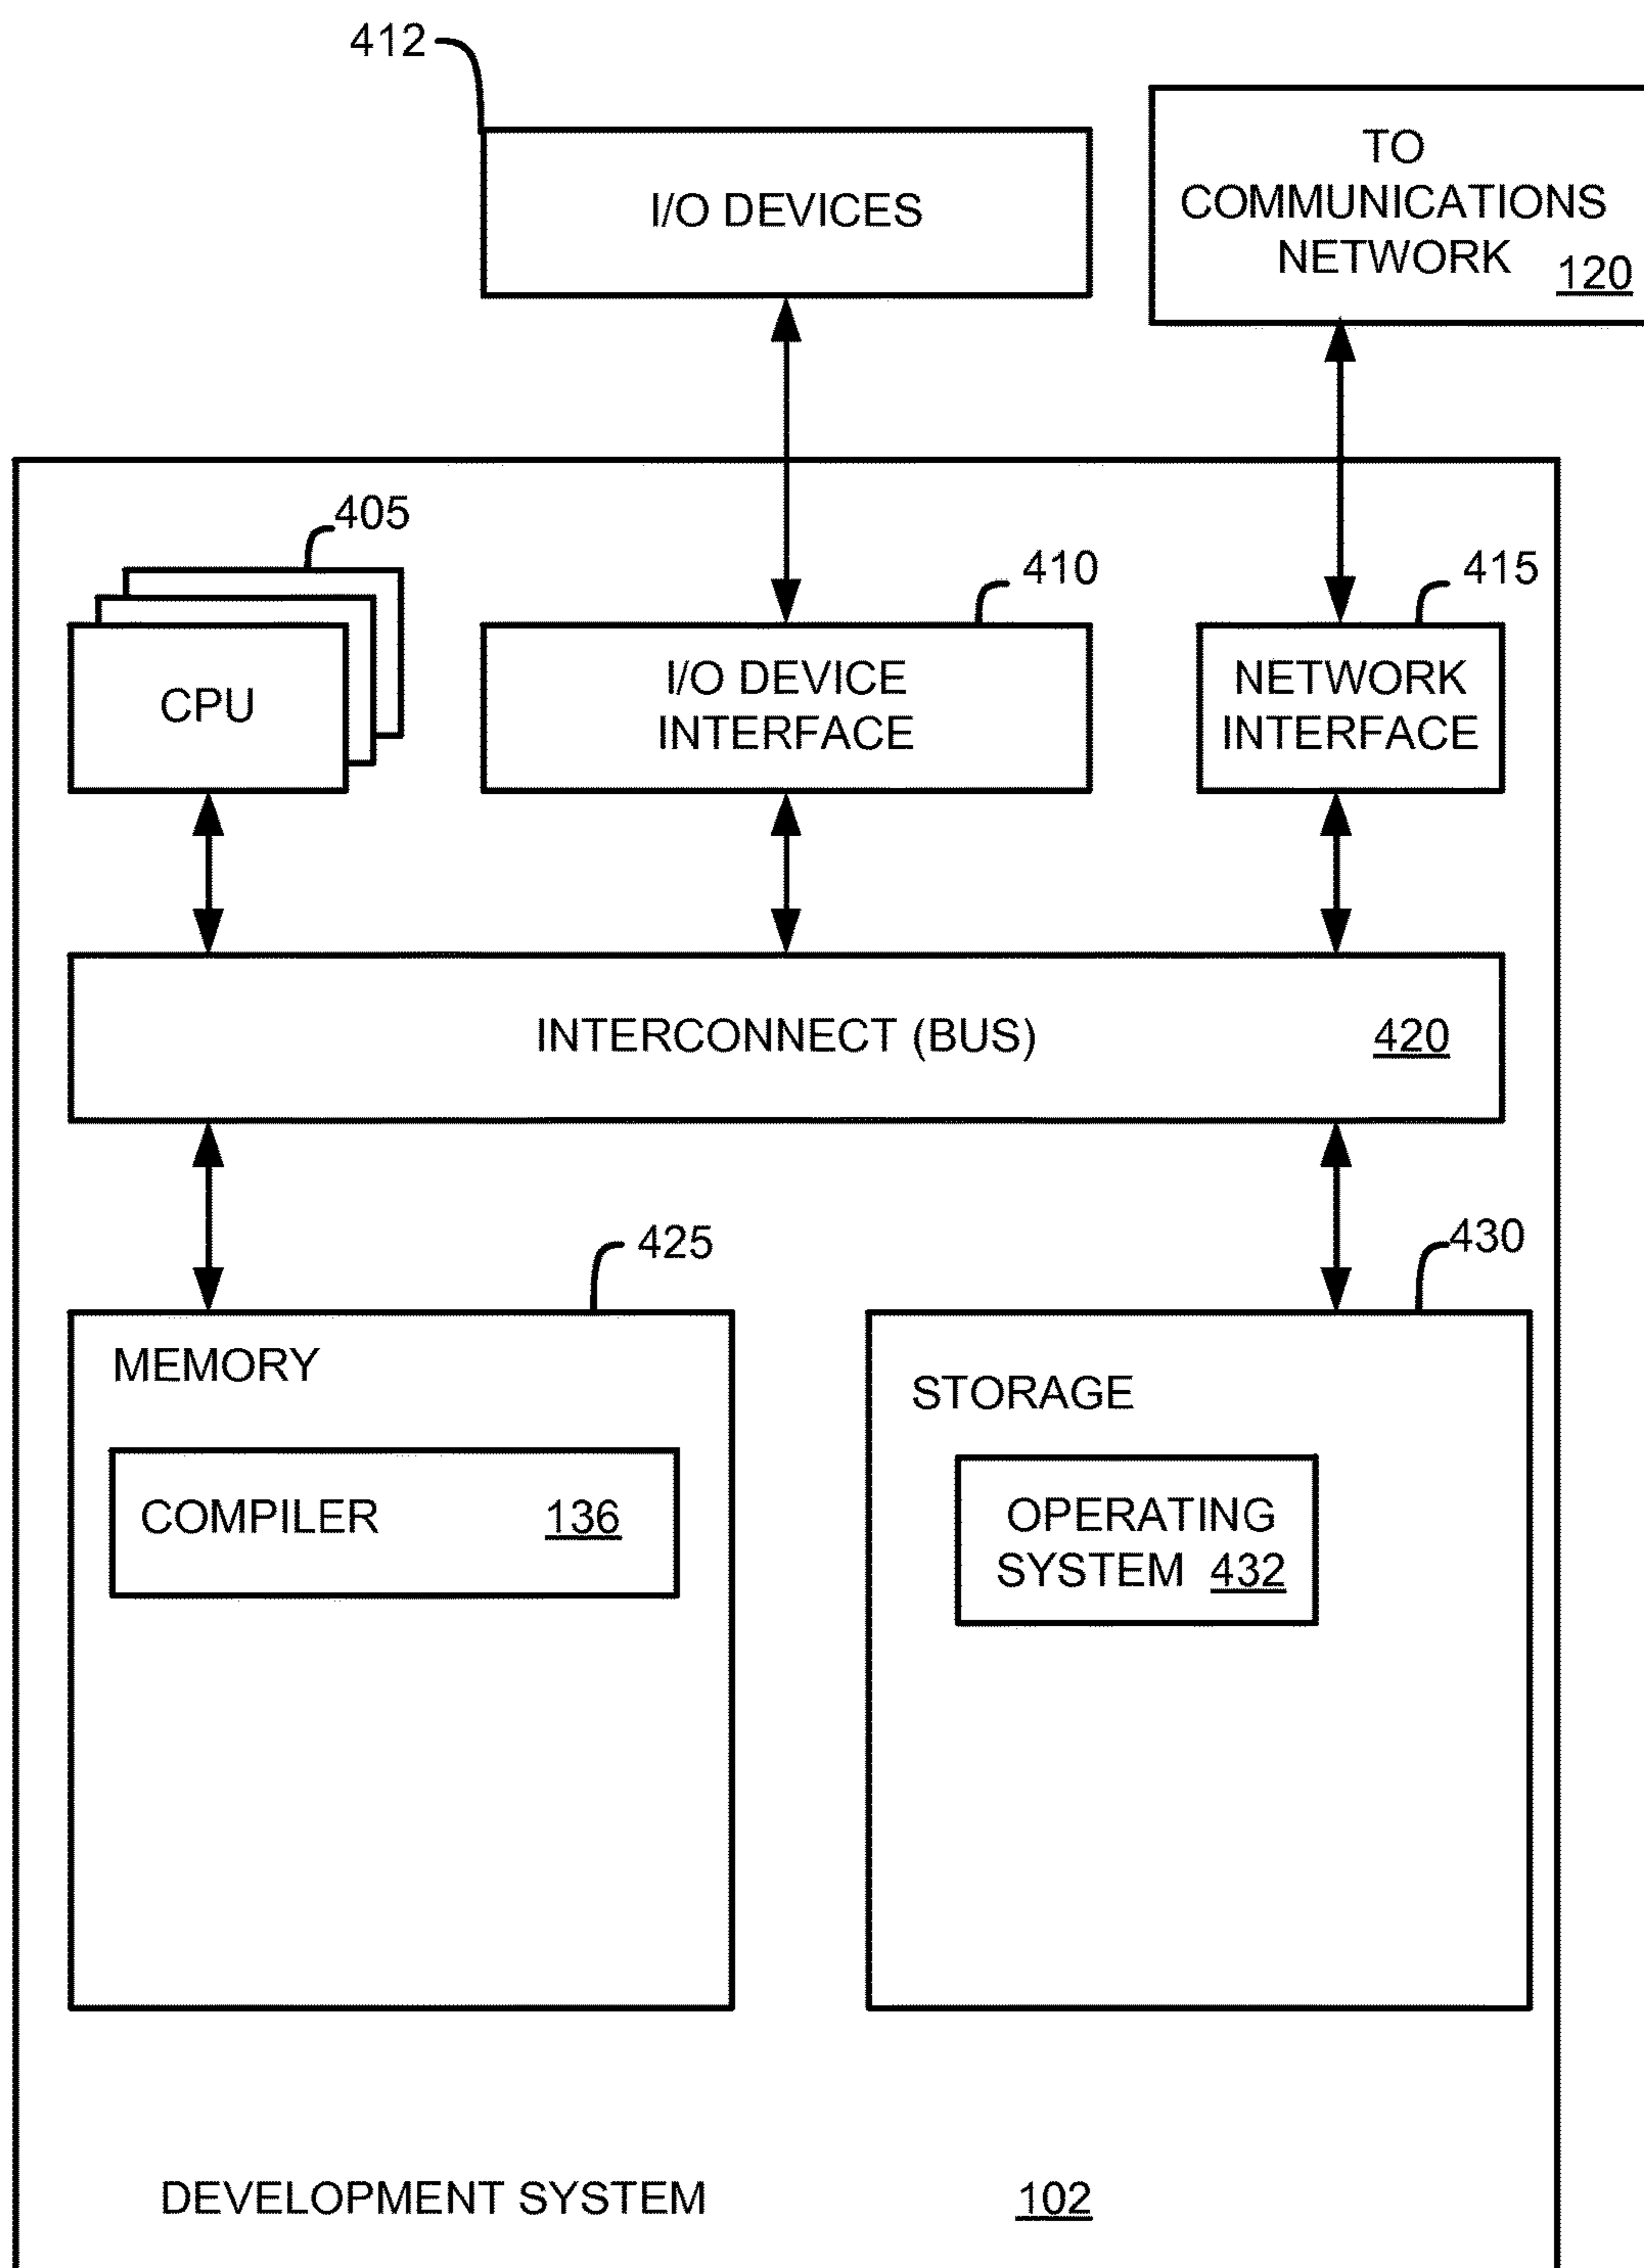 412
I/O DEVICES
TO
COMMUNICATIONS
NETWORK 120
405
410
415
CPU
I/O DEVICE
INTERFACE
NETWORK
INTERFACE
INTERCONNECT (BUS) 420
425
430
MEMORY
COMPILER 136
STORAGE
OPERATING
SYSTEM 432
DEVELOPMENT SYSTEM 102